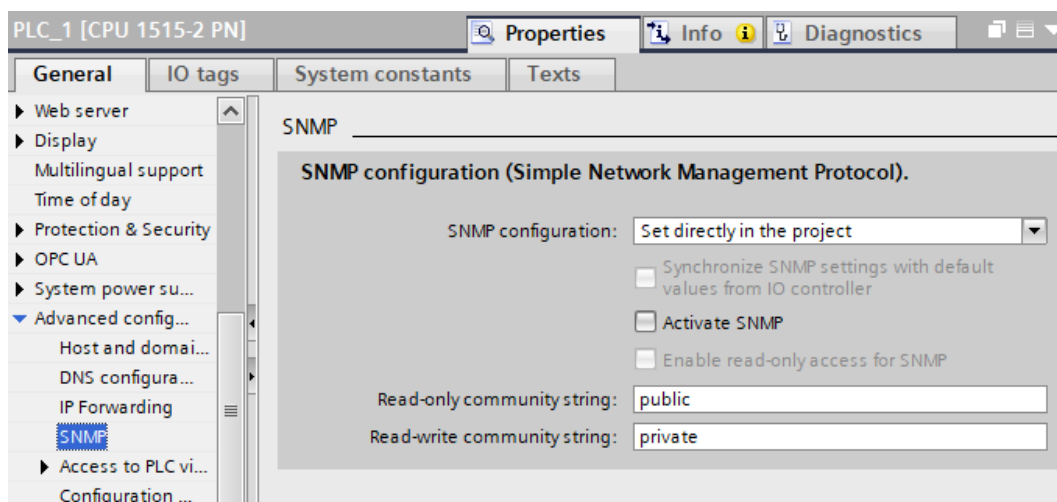 PLC_1 [CPU 1515-2 PN]
Properties
Info
Diagnostics
General
IO tags
System constants
Texts
Web server
Display
Multilingual support
Time of day
Protection & Security
OPC UA
System power su...
Advanced config...
Host and domai...
DNS configura...
IP Forwarding
SNMP
Access to PLC vi...
Configuration ...
SNMP
SNMP configuration (Simple Network Management Protocol).
SNMP configuration: Set directly in the project
Synchronize SNMP settings with default
values from IO controller
Activate SNMP
Enable read-only access for SNMP
Read-only community string: public
Read-write community string: private